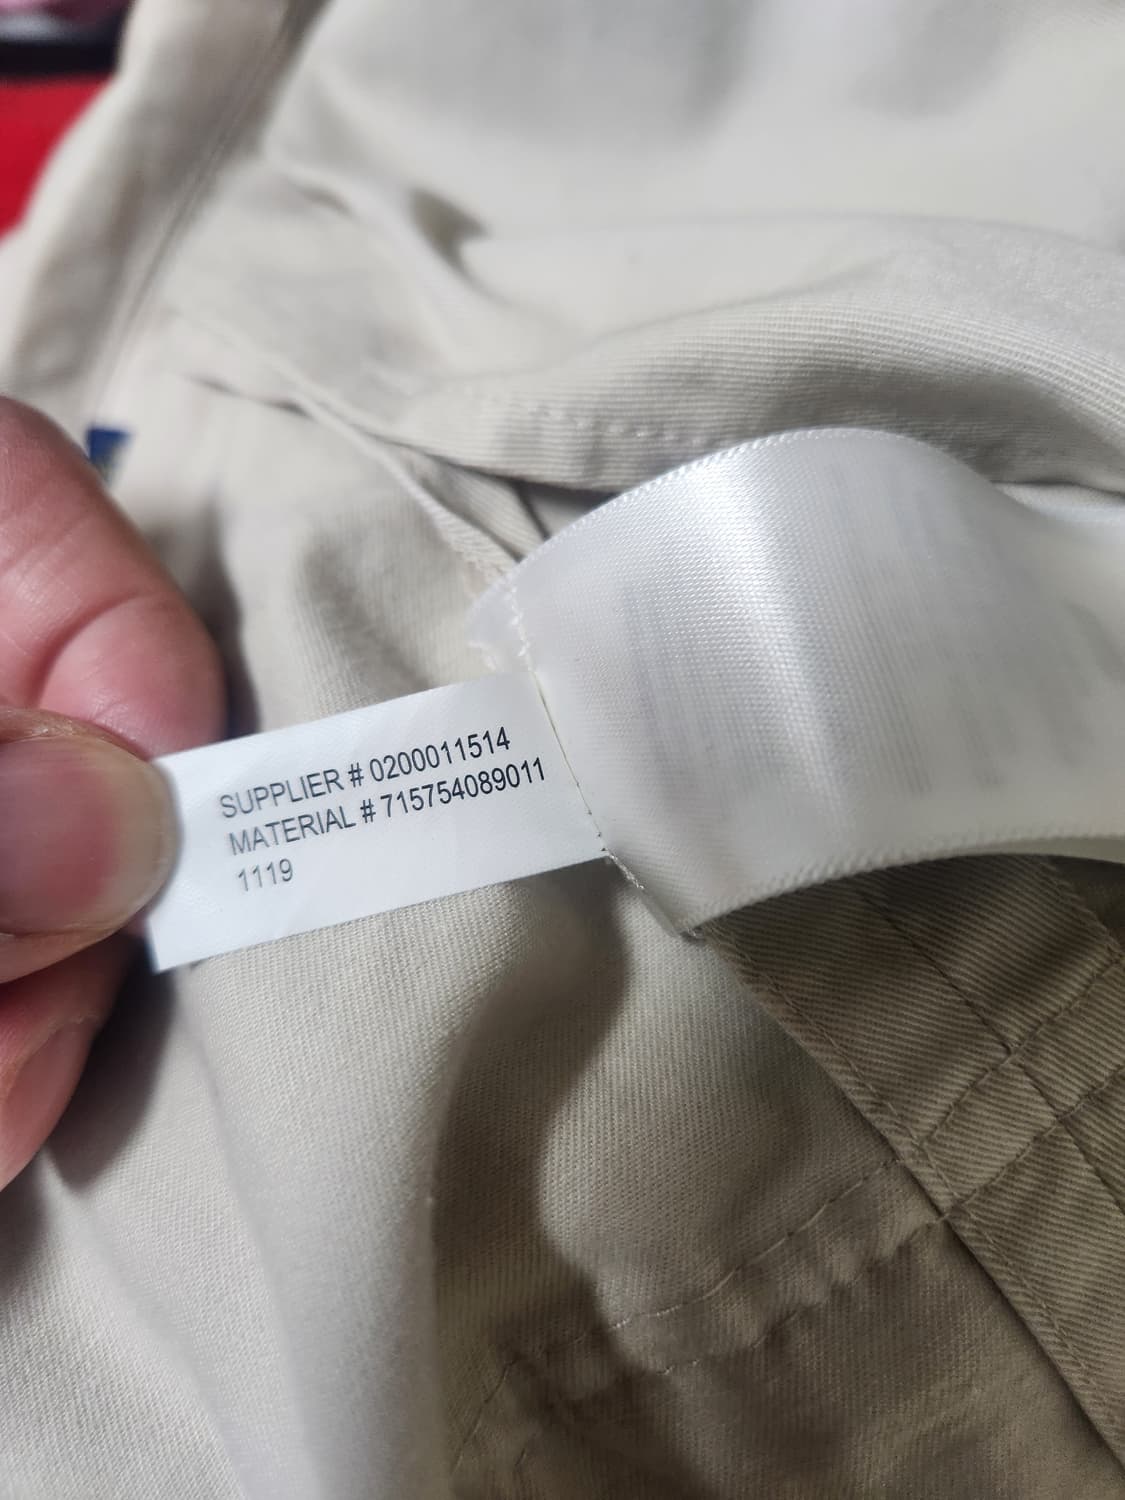 SUPPLIER # 0200011514
MATERIAL # 715754089011
1119